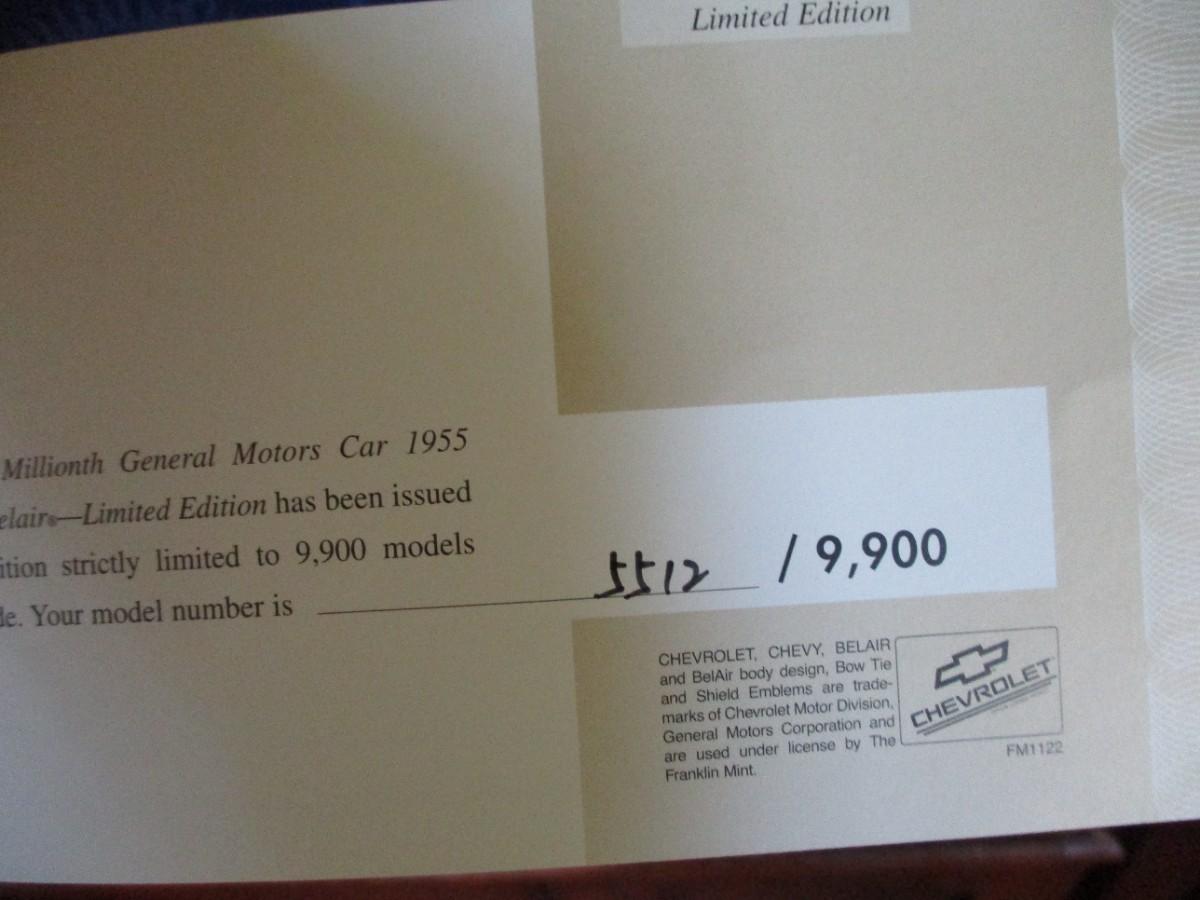 Limited Edition
Millionth General Motors Car 1955
elair®—Limited Edition has been issued
ition strictly limited to 9,900 models
de. Your model number is 5512 / 9,900
CHEVROLET, CHEVY, BELAIR
and BelAir body design, Bow Tie
and Shield Emblems are trade-
marks of Chevrolet Motor Division,
General Motors Corporation and
are used under license by The
Franklin Mint.
CHEVROLET
FM1122